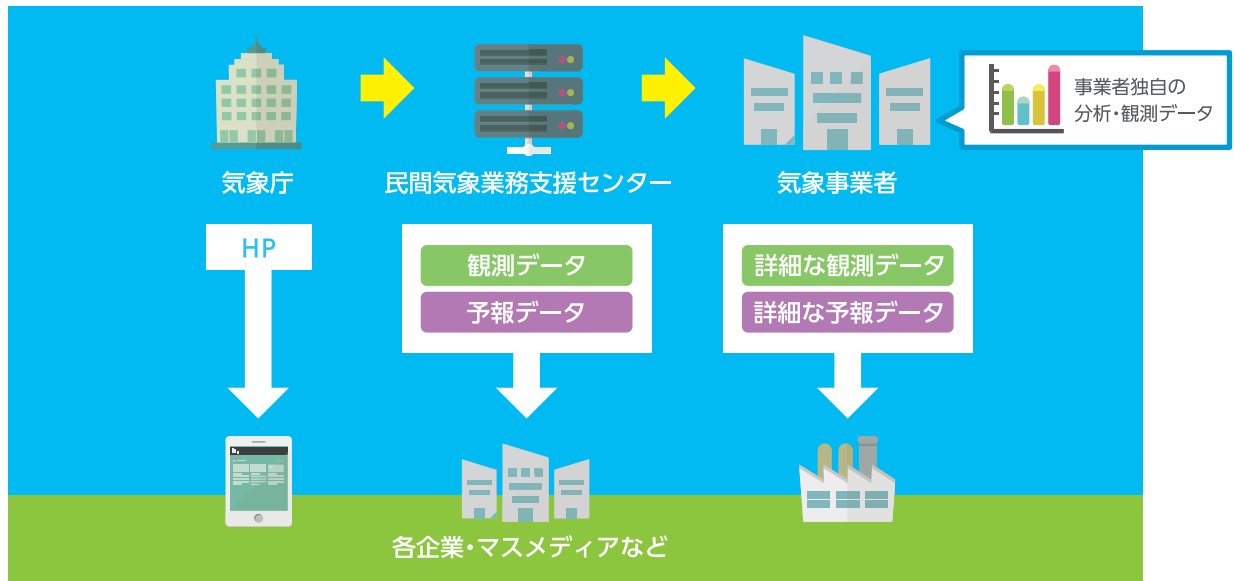 事業者独自の
分析・観測データ
気象庁
民間気象業務支援センター
気象事業者
HP
観測データ
予報データ
詳細な観測データ
詳細な予報データ
各企業・マスメディアなど